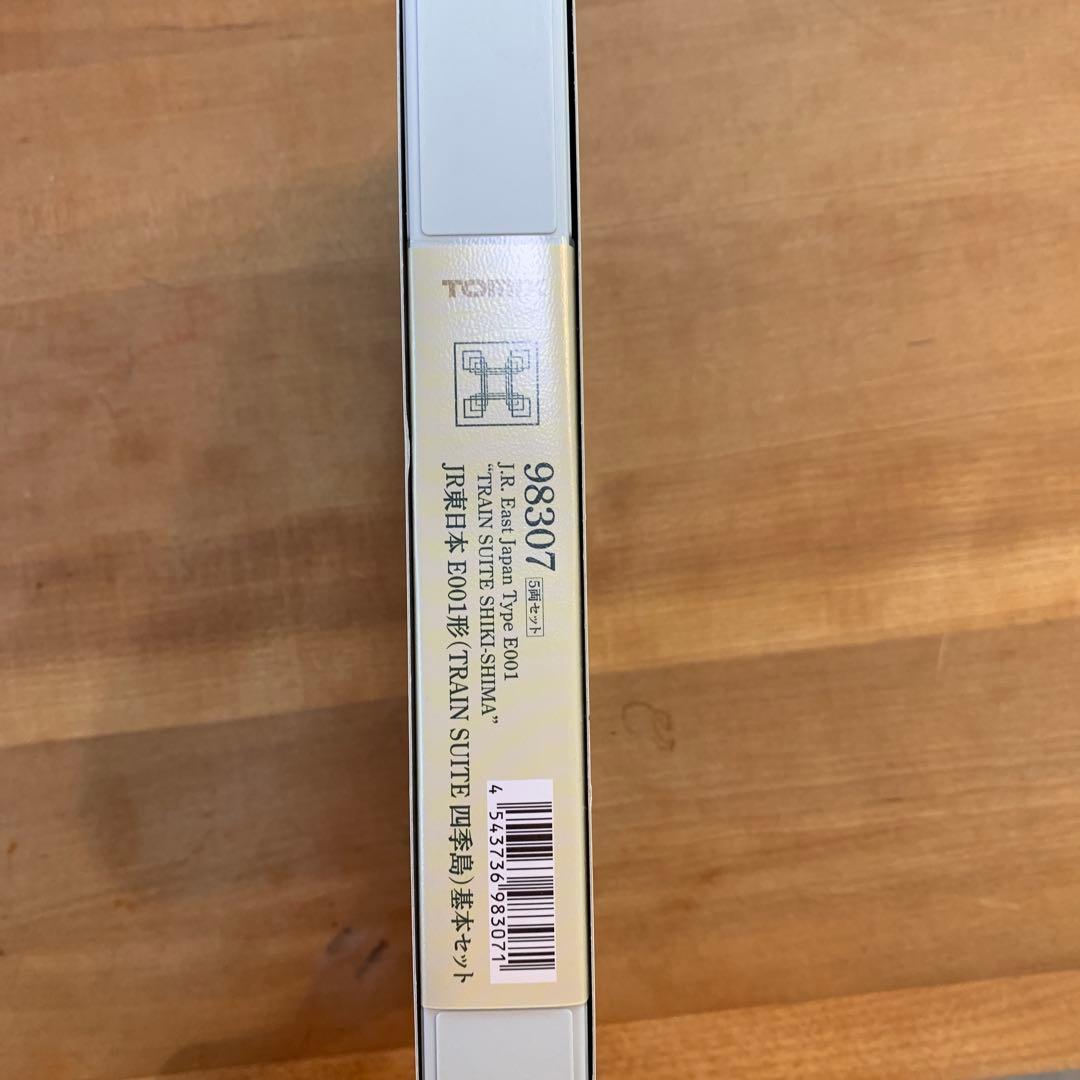 TOMIX
98307 5両セット
J.R. East Japan Type E001
“TRAIN SUITE SHIKI-SHIMA”
JR東日本 E001形(TRAIN SUITE 四季島)基本セット
4 543736 983071